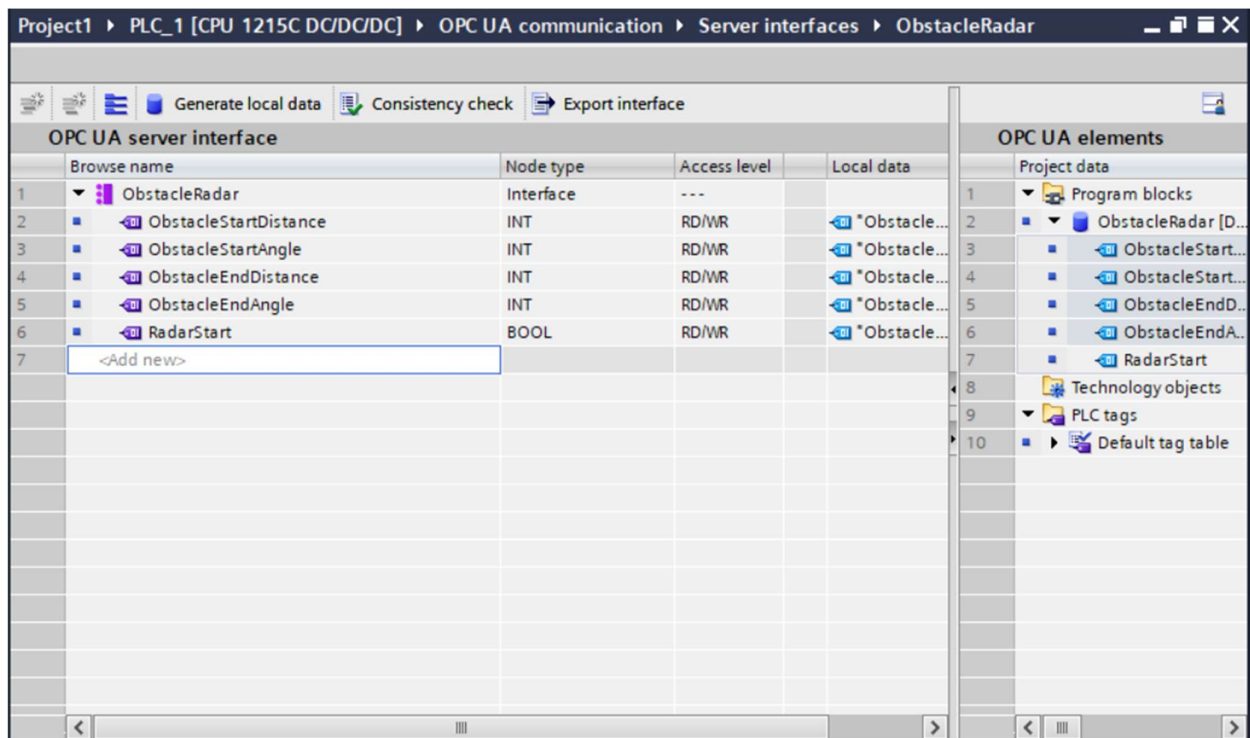 Project1 ▸ PLC_1 [CPU 1215C DC/DC/DC] ▸ OPC UA communication ▸ Server interfaces ▸ ObstacleRadar
Generate local data Consistency check Export interface
OPC UA server interface
Browse name Node type Access level Local data
1 ObstacleRadar Interface ---
2 ObstacleStartDistance INT RD/WR "Obstacle...
3 ObstacleStartAngle INT RD/WR "Obstacle...
4 ObstacleEndDistance INT RD/WR "Obstacle...
5 ObstacleEndAngle INT RD/WR "Obstacle...
6 RadarStart BOOL RD/WR "Obstacle...
7 <Add new>
OPC UA elements
Project data
1 Program blocks
2 ObstacleRadar [D...
3 ObstacleStart...
4 ObstacleStart...
5 ObstacleEndD...
6 ObstacleEndA...
7 RadarStart
8 Technology objects
9 PLC tags
10 Default tag table